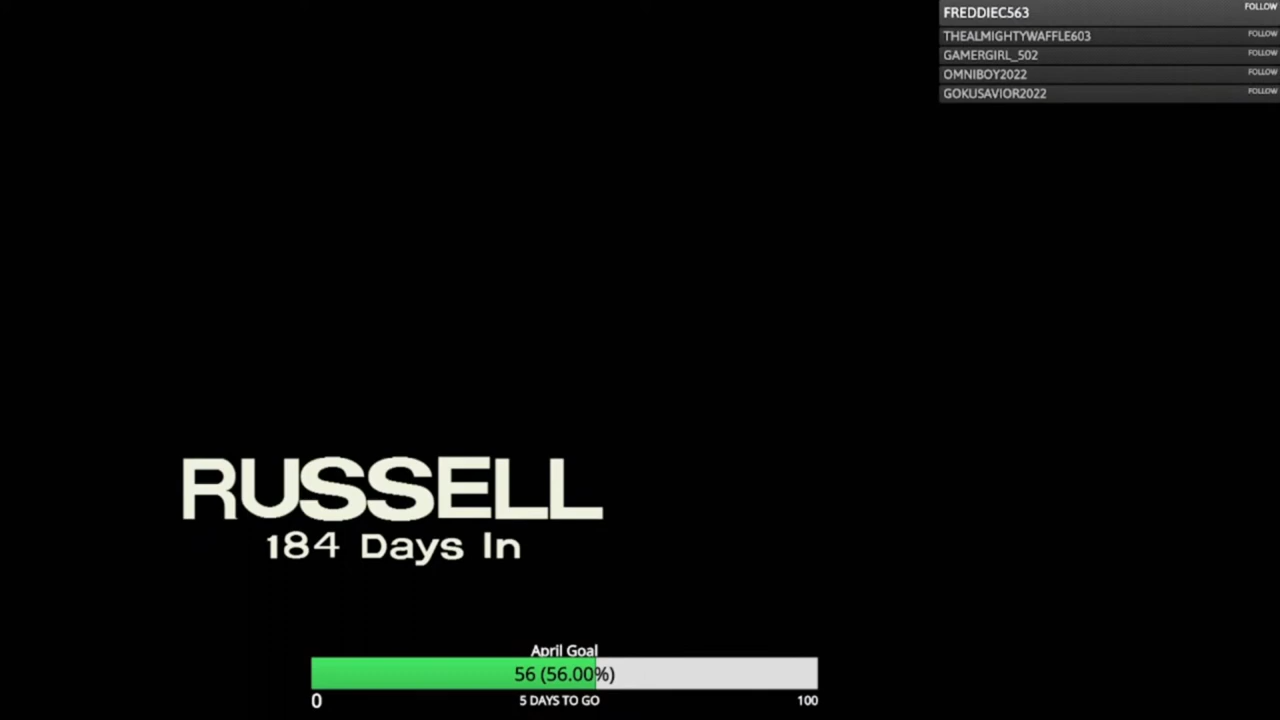 FREDDIEC563 FOLLOW
THEALMIGHTYWAFFLE603 FOLLOW
GAMERGIRL_502 FOLLOW
OMNIBOY2022 FOLLOW
GOKUSAVIOR2022 FOLLOW
RUSSELL
184 Days In
April Goal
56 (56.00%)
0 5 DAYS TO GO 100